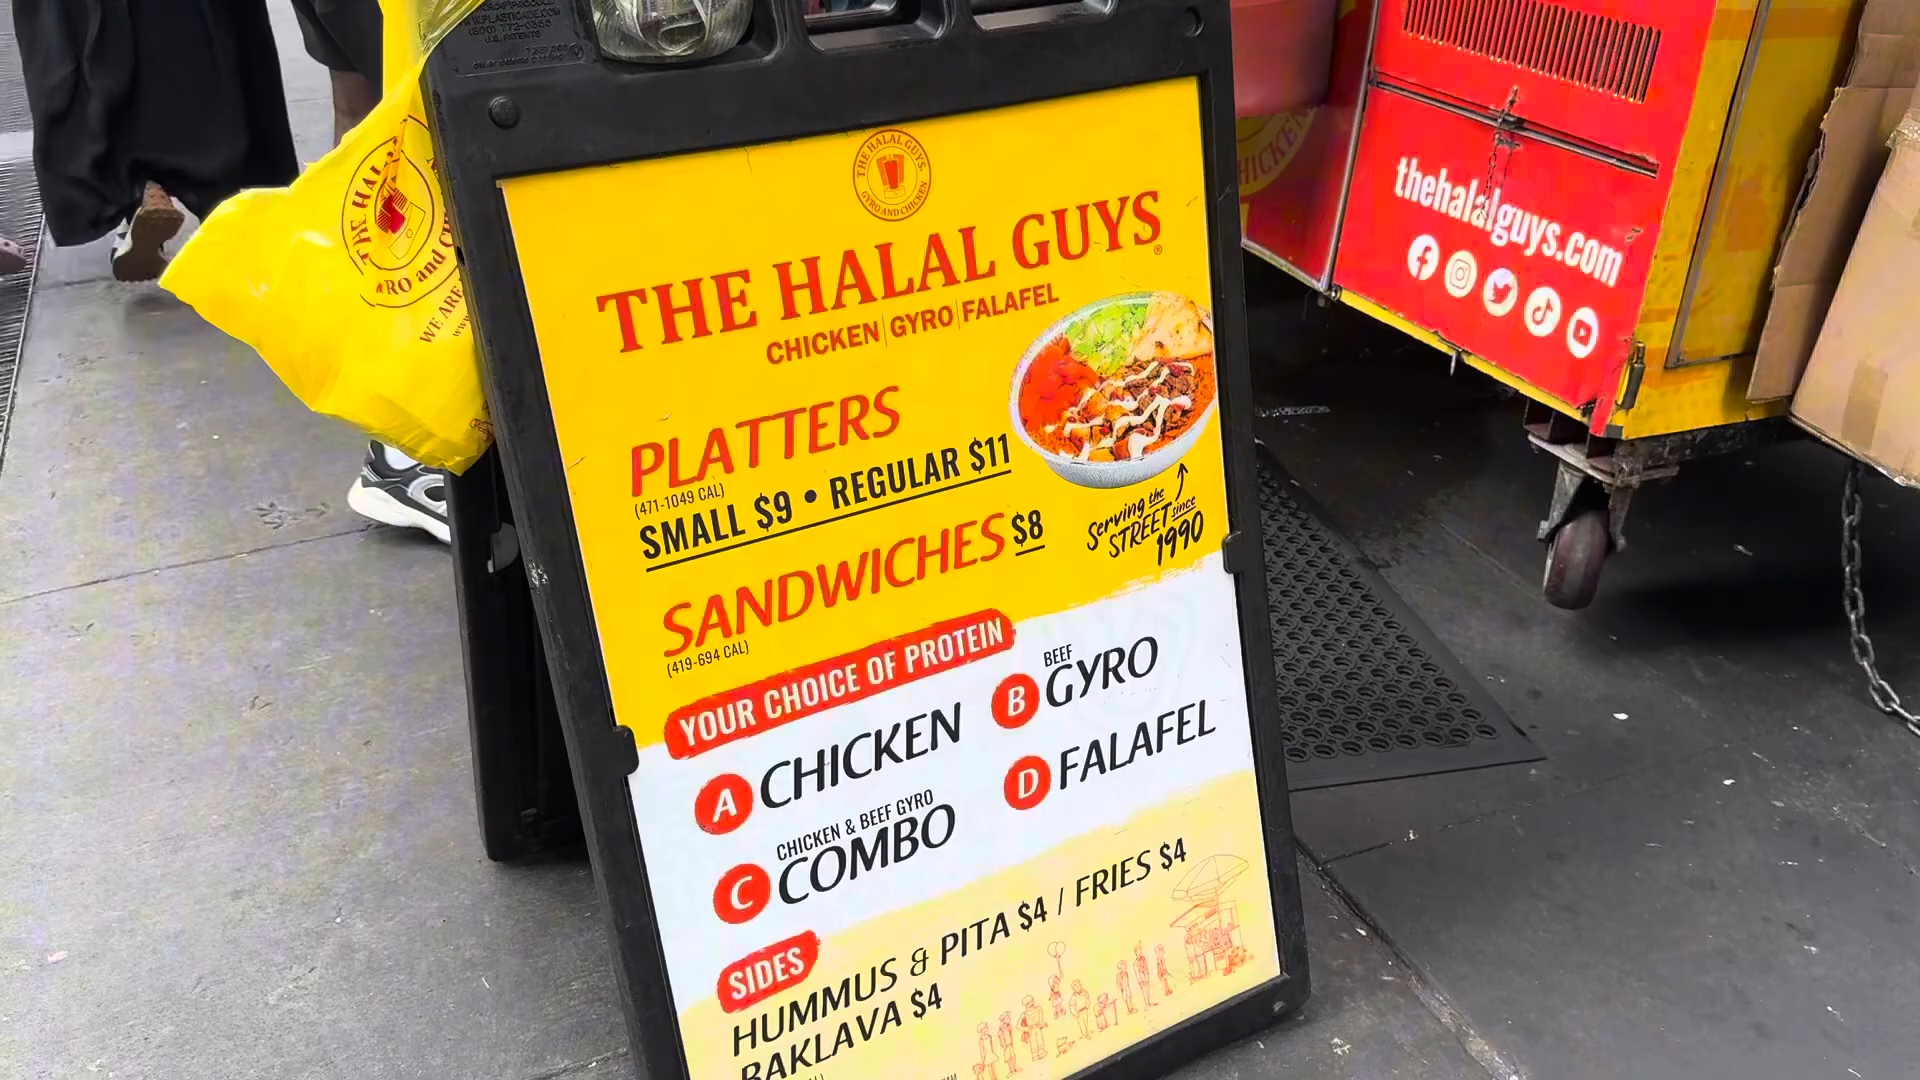 THE HALAL GUYS
GYRO AND CHICKEN
THE HALAL GUYS®
CHICKEN | GYRO | FALAFEL
PLATTERS
(471-1049 CAL)
SMALL $9 • REGULAR $11
SANDWICHES $8
(419-694 CAL)
Serving the
STREET since
1990
YOUR CHOICE OF PROTEIN
A CHICKEN
B BEEF GYRO
C CHICKEN & BEEF GYRO COMBO
D FALAFEL
SIDES
HUMMUS & PITA $4 / FRIES $4
BAKLAVA $4
THE HAL
RO and
WE ARE
thehalalguys.com
CHICKEN